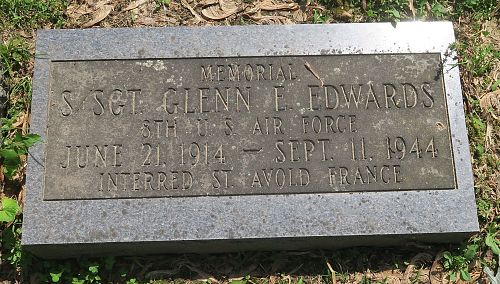 MEMORIAL
S/SGT. GLENN E. EDWARDS
8TH U.S. AIR FORCE
JUNE 21, 1914 — SEPT. 11, 1944
INTERRED ST. AVOLD FRANCE